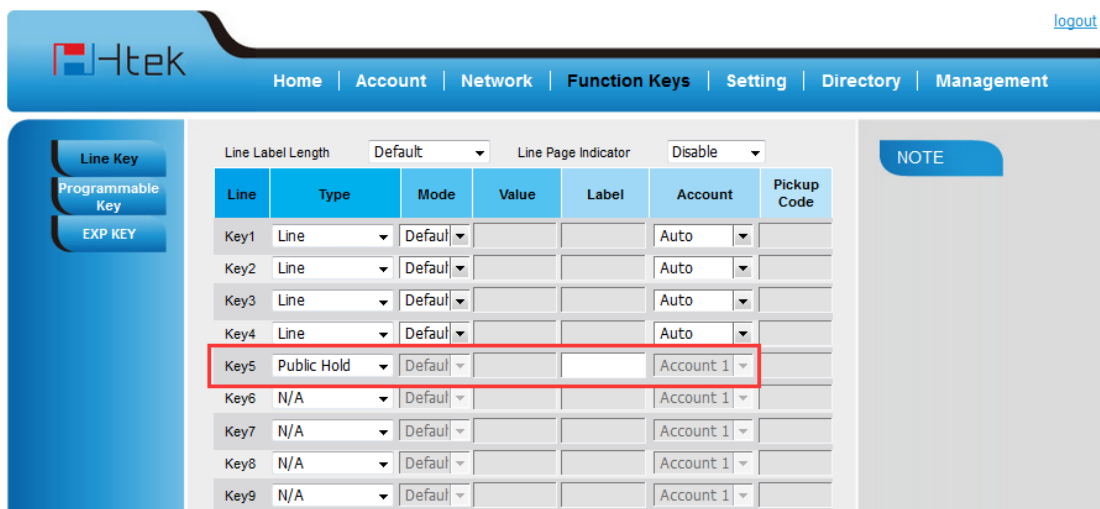 logout
Htek
Home | Account | Network | Function Keys | Setting | Directory | Management
Line Key
Programmable Key
EXP KEY
Line Label Length Default Line Page Indicator Disable
NOTE
Line Type Mode Value Label Account Pickup Code
Key1 Line Defaul Auto
Key2 Line Defaul Auto
Key3 Line Defaul Auto
Key4 Line Defaul Auto
Key5 Public Hold Defaul Account 1
Key6 N/A Defaul Account 1
Key7 N/A Defaul Account 1
Key8 N/A Defaul Account 1
Key9 N/A Defaul Account 1